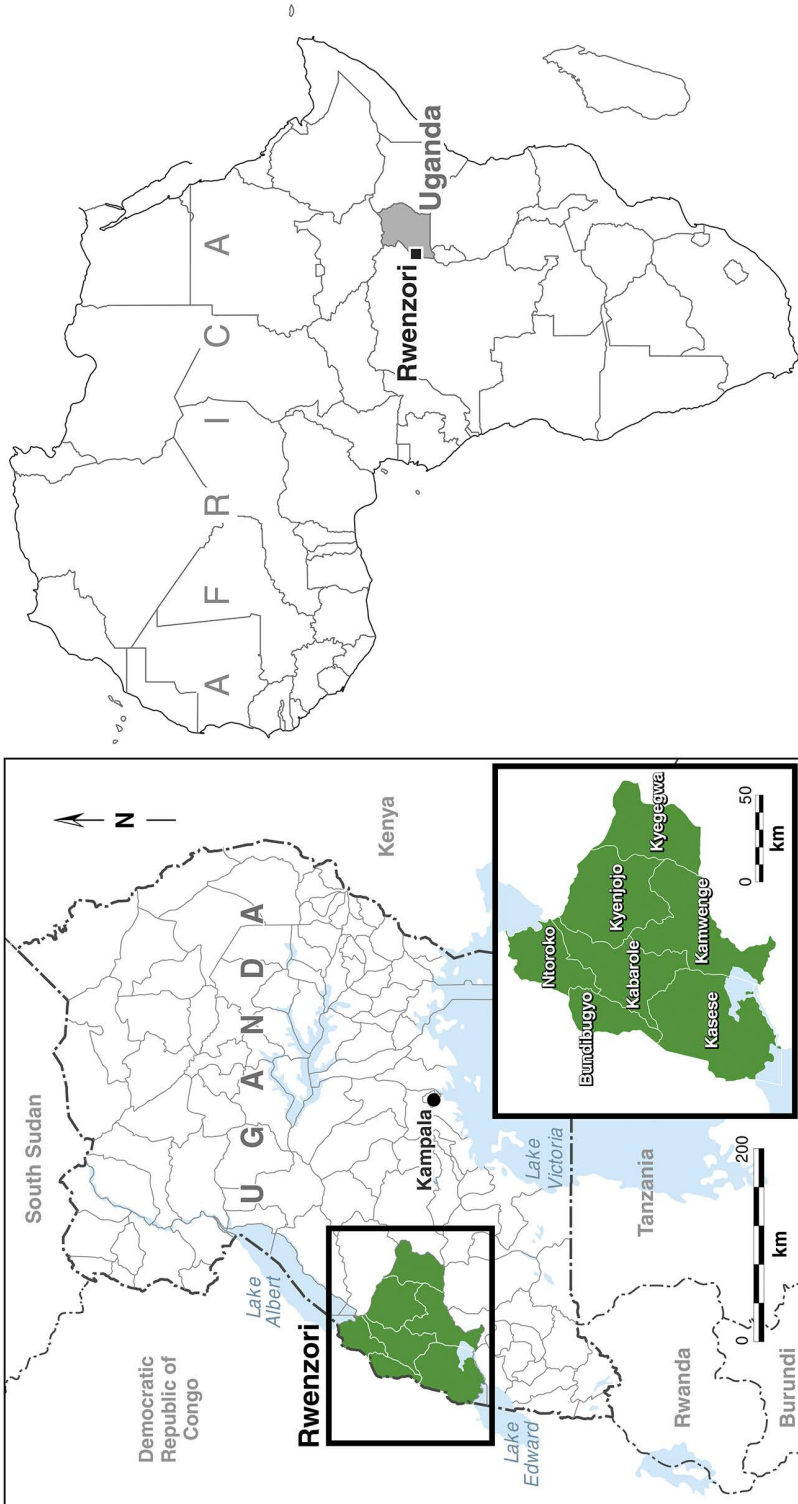 South Sudan
Democratic
Republic of
Congo
N
U G A N D A
Lake
Albert
Kenya
Rwenzori
Kampala
Lake
Edward
Lake
Victoria
Rwanda
Tanzania
Burundi
0 200
km
Ntoroko
Bundibugyo
Kyenjojo
Kabarole
Kyegegwa
Kasese
Kamwenge
0 50
km
A F R I C A
Uganda
Rwenzori